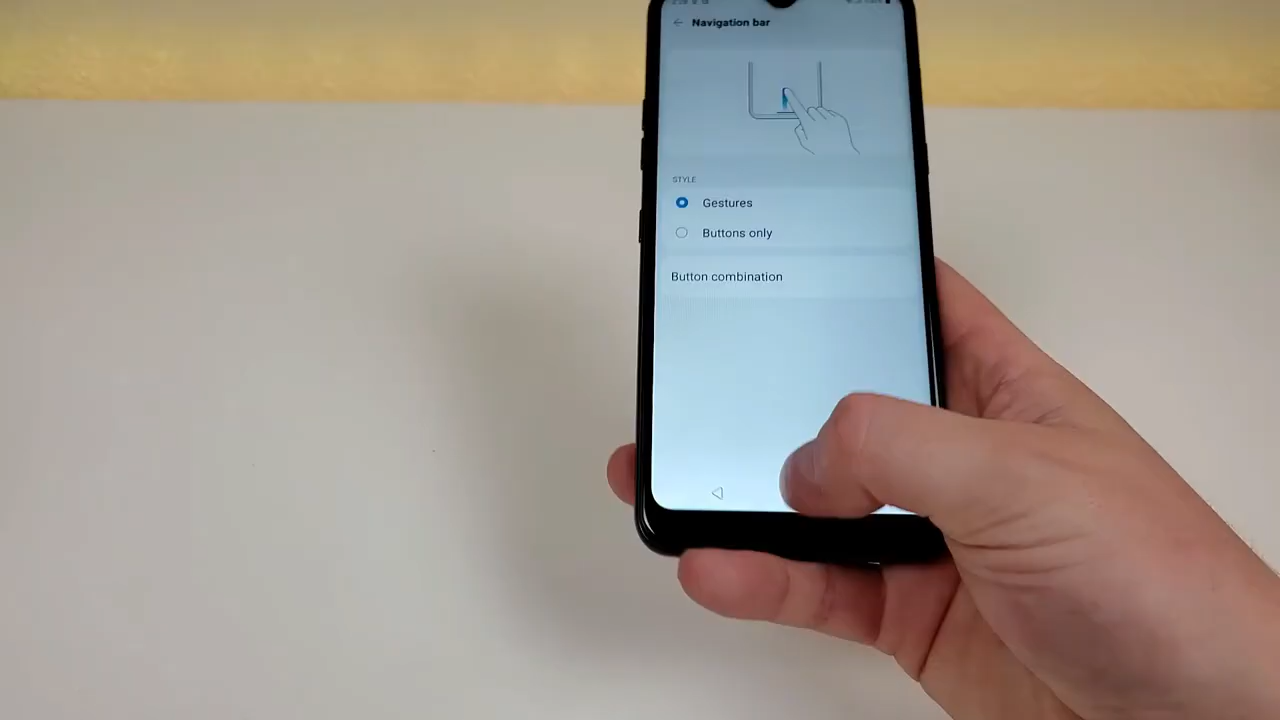 Navigation bar
STYLE
Gestures
Buttons only
Button combination